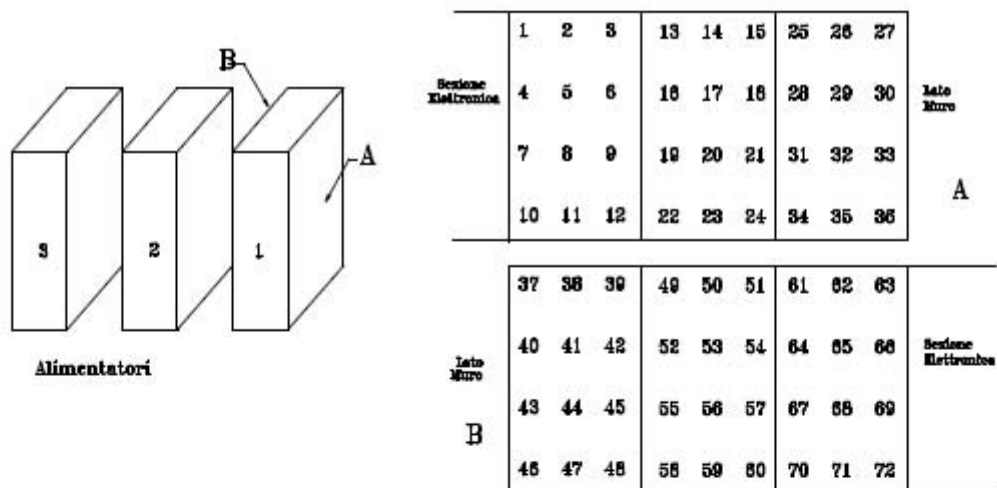 B
A
3
2
1
Alimentatori
1 2 3 13 14 15 25 26 27
Sezione
Elettronica
4 5 6 16 17 18 28 29 30
Lato
Muro
7 8 9 19 20 21 31 32 33
A
10 11 12 22 23 24 34 35 36
37 38 39 49 50 51 61 62 63
40 41 42 52 53 54 64 65 66
Lato
Muro
Sezione
Elettronica
43 44 45 55 56 57 67 68 69
B
46 47 48 58 59 60 70 71 72